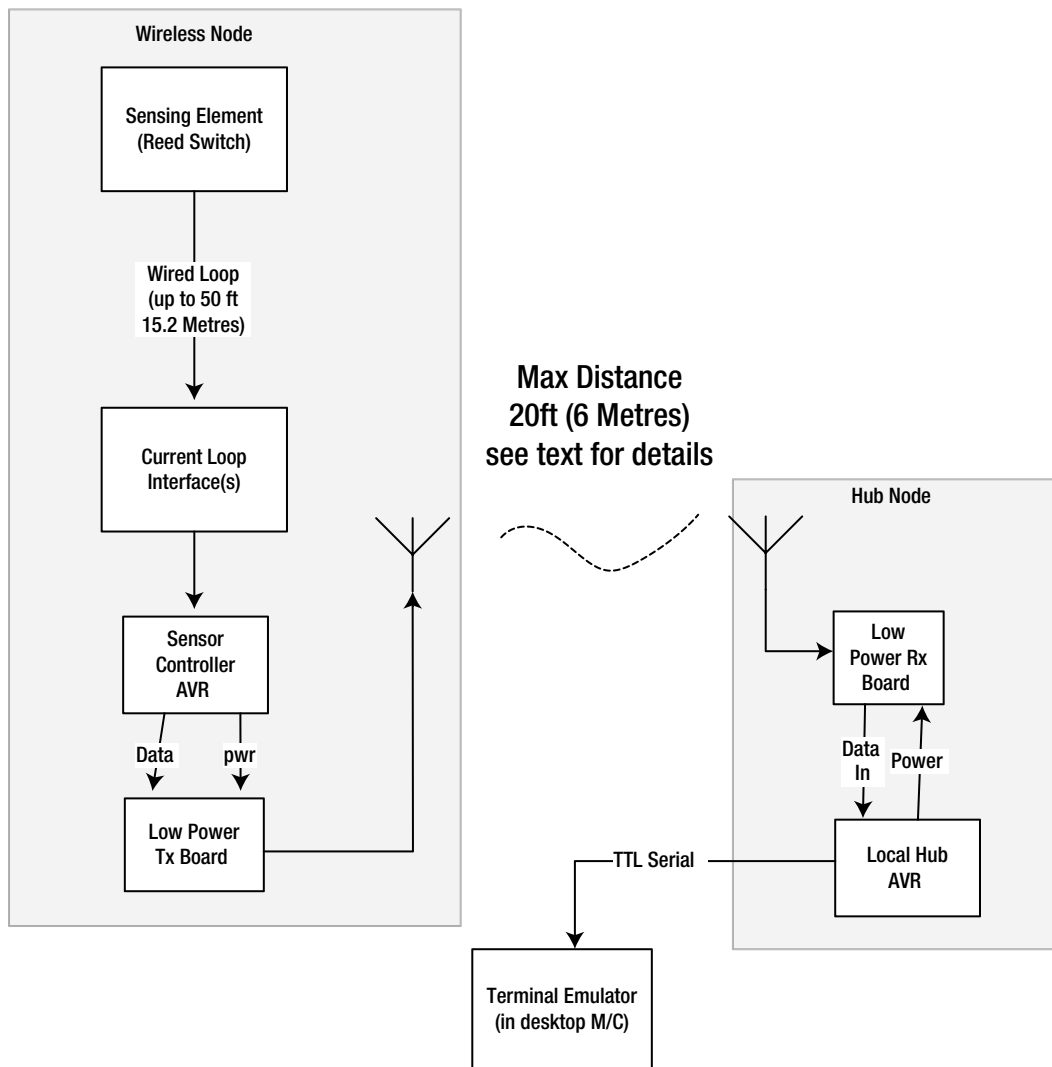 Wireless Node
Sensing Element
(Reed Switch)
Wired Loop
(up to 50 ft
15.2 Metres)
Current Loop
Interface(s)
Sensor
Controller
AVR
Data
pwr
Low Power
Tx Board
Max Distance
20ft (6 Metres)
see text for details
Hub Node
Low
Power Rx
Board
Data
In
Power
Local Hub
AVR
TTL Serial
Terminal Emulator
(in desktop M/C)